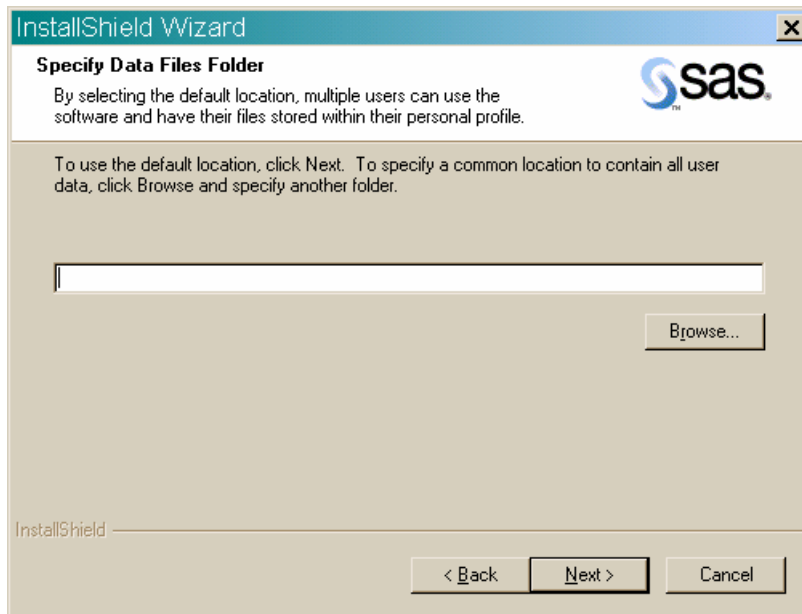 InstallShield Wizard
Specify Data Files Folder
By selecting the default location, multiple users can use the
software and have their files stored within their personal profile.
sas.
TM
To use the default location, click Next. To specify a common location to contain all user
data, click Browse and specify another folder.
Browse...
InstallShield
< Back Next > Cancel